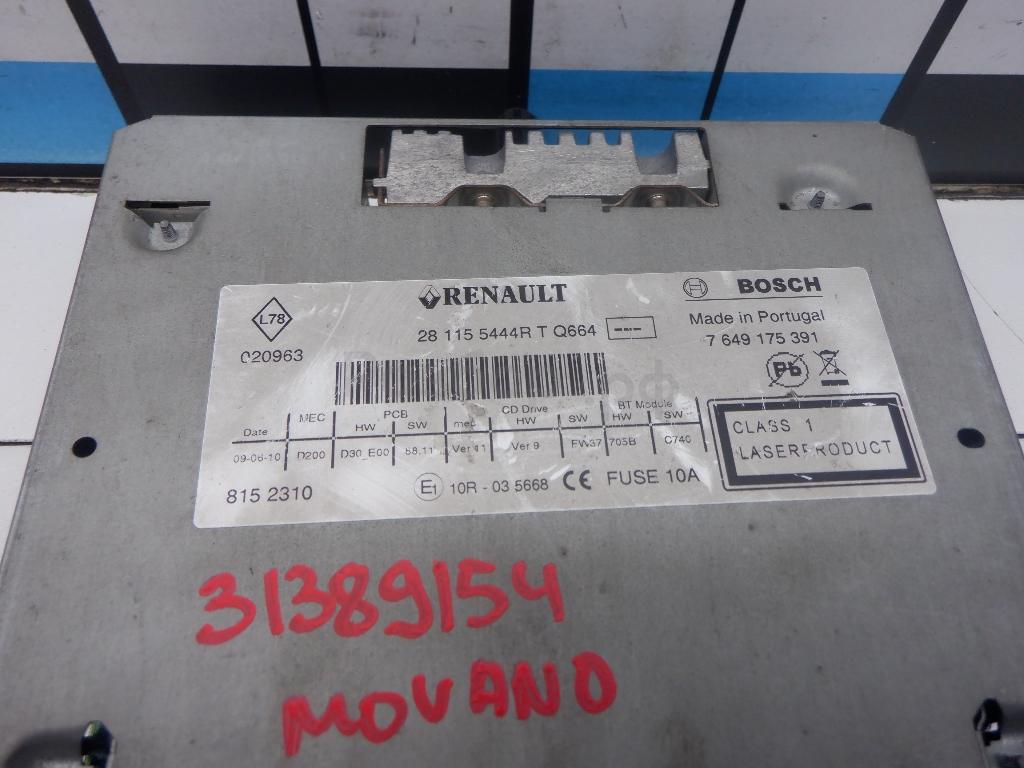 L78
RENAULT
BOSCH
28 115 5444R T Q664
Made in Portugal
020963
7 649 175 391
Pb
MEC PCB CD Drive BT Module
Date HW SW mec HW SW HW SW
09-06-10 D200 D30_E00 88.11 Ver 11 Ver 9 FW37 705B C740
CLASS 1
LASERPRODUCT
815 2310
E1 10R - 03 5668 CE FUSE 10A
31389154
MOVANO